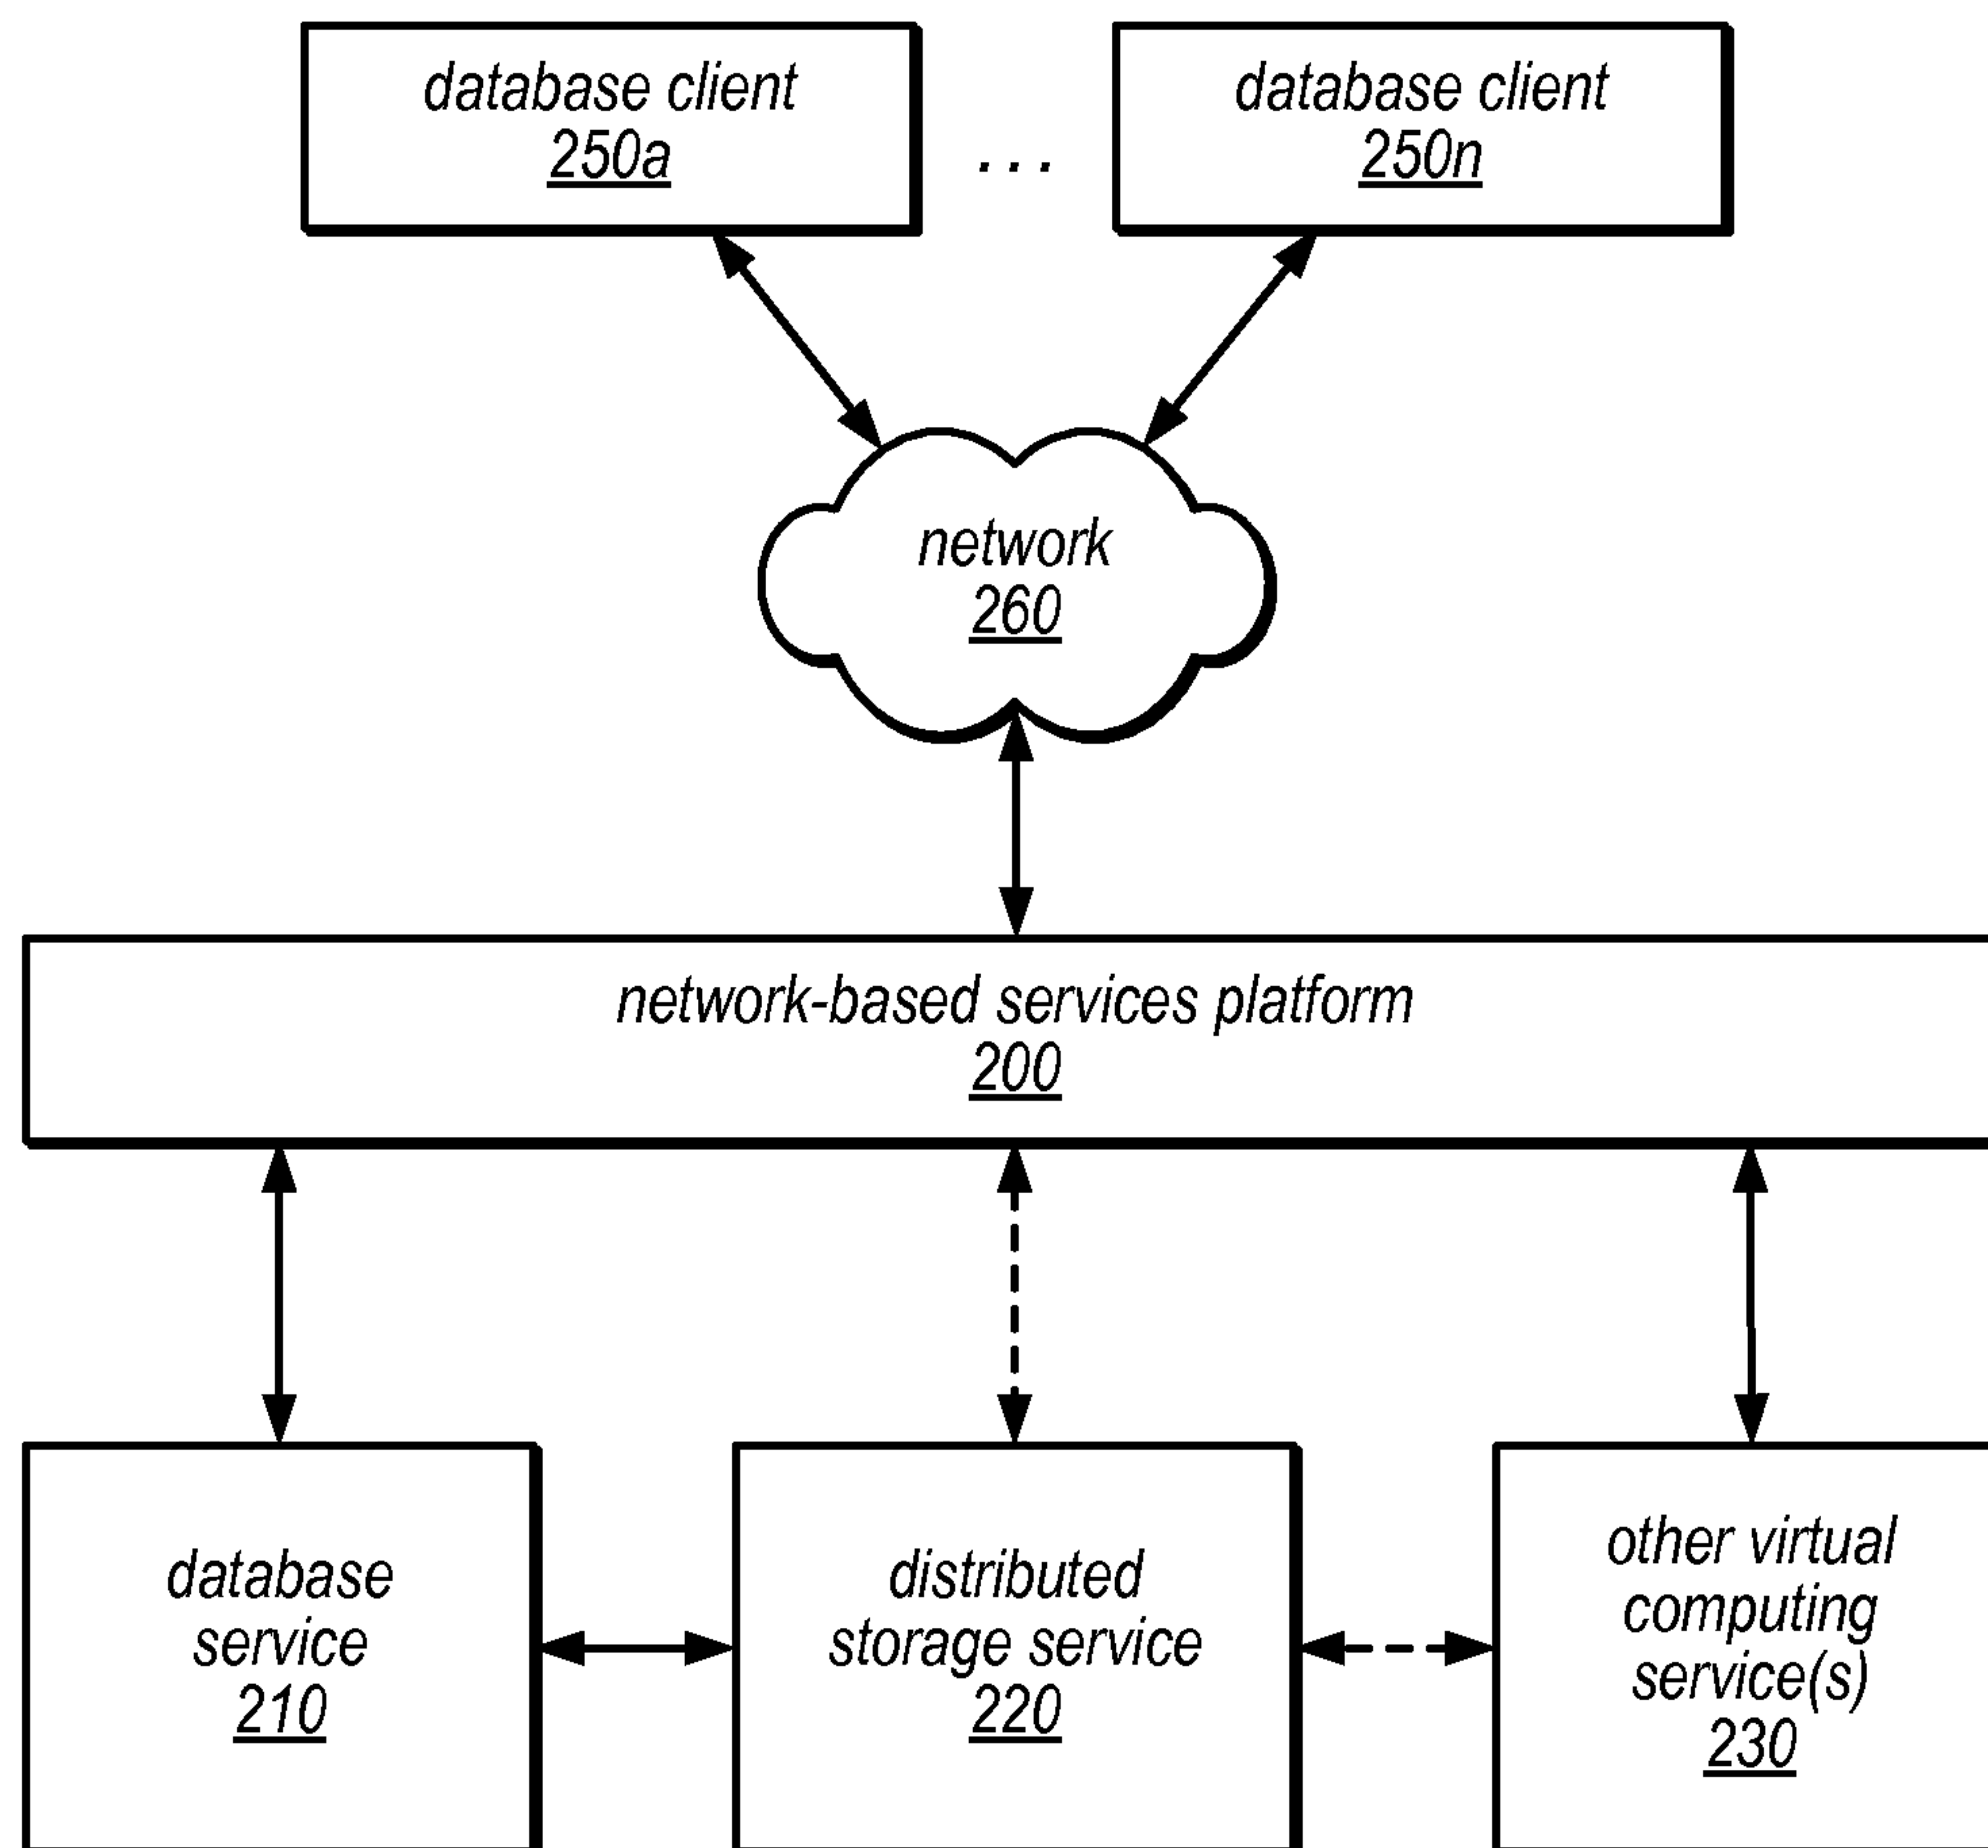 database client
250a
. . .
database client
250n
network
260
network-based services platform
200
database
service
210
distributed
storage service
220
other virtual
computing
service(s)
230